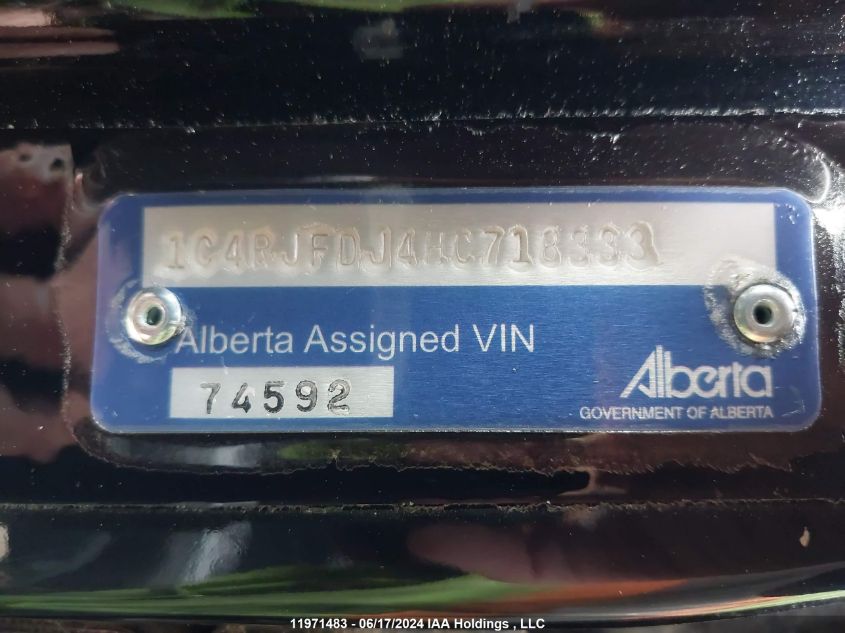 1C4RJFDJ4HC718333
Alberta Assigned VIN
74592
Alberta
GOVERNMENT OF ALBERTA
11971483 - 06/17/2024 IAA Holdings , LLC